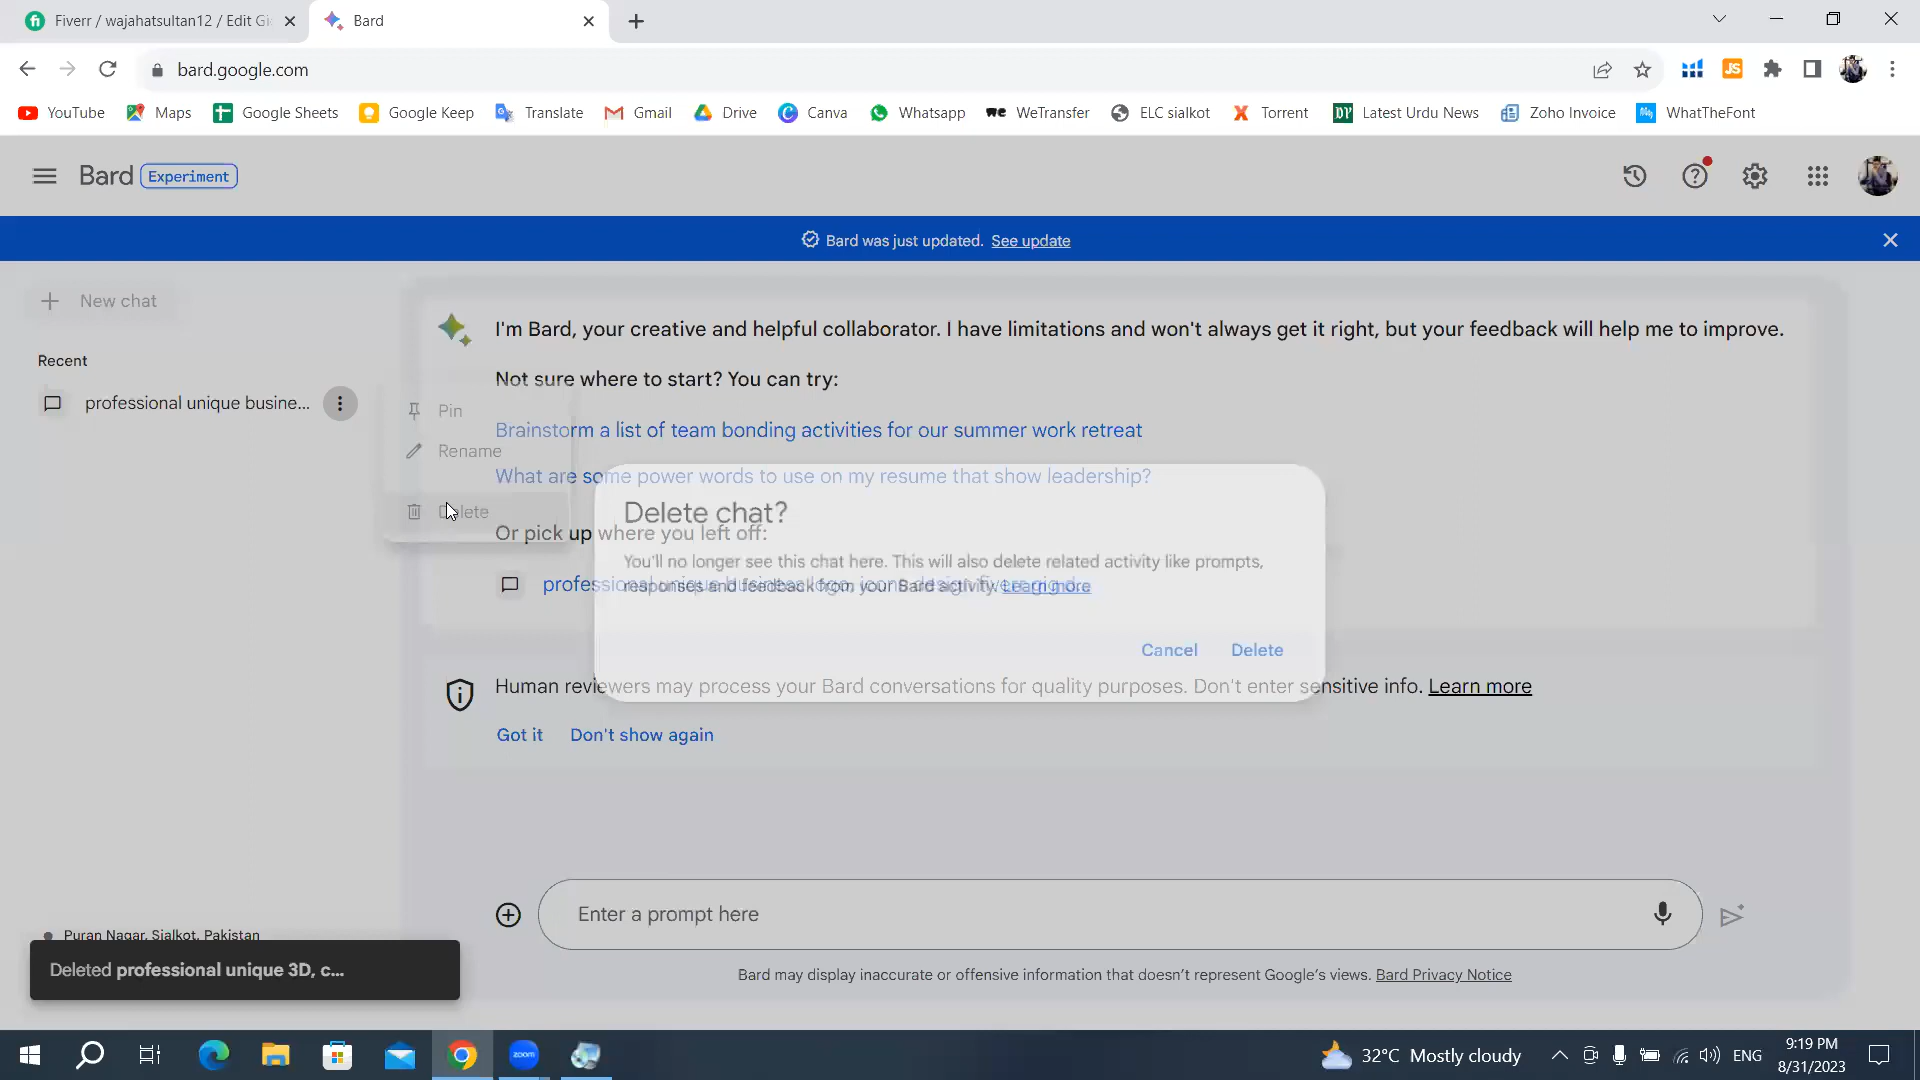 Fiverr / wajahatsultan12 / Edit Gi
Bard
bard.google.com
YouTube Maps Google Sheets Google Keep Translate Gmail Drive Canva Whatsapp WeTransfer ELC sialkot Torrent Latest Urdu News Zoho Invoice WhatTheFont
Bard Experiment
Bard was just updated. See update
New chat
Recent
professional unique busine...
Pin
Rename
Delete
I'm Bard, your creative and helpful collaborator. I have limitations and won't always get it right, but your feedback will help me to improve.
Not sure where to start? You can try:
Brainstorm a list of team bonding activities for our summer work retreat
What are some power words to use on my resume that show leadership?
Or pick up where you left off:
professional unique business logo, icons design fiverr gig d...
Delete chat?
You'll no longer see this chat here. This will also delete related activity like prompts,
responses and feedback from your Bard activity. Learn more
Cancel Delete
Human reviewers may process your Bard conversations for quality purposes. Don't enter sensitive info. Learn more
Got it Don't show again
Enter a prompt here
Bard may display inaccurate or offensive information that doesn't represent Google's views. Bard Privacy Notice
Puran Nagar, Sialkot, Pakistan
Deleted professional unique 3D, c...
zoom
32°C Mostly cloudy
ENG
9:19 PM
8/31/2023